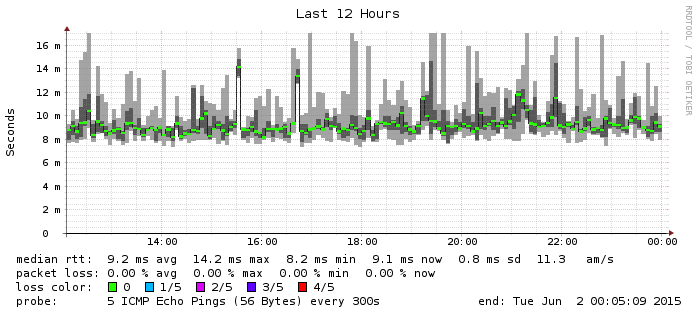 Last 12 Hours
RRDTOOL / TOBI OETIKER
Seconds
16 m
14 m
12 m
10 m
8 m
6 m
4 m
2 m
0
14:00 16:00 18:00 20:00 22:00 00:00
median rtt: 9.2 ms avg 14.2 ms max 8.2 ms min 9.1 ms now 0.8 ms sd 11.3 am/s
packet loss: 0.00 % avg 0.00 % max 0.00 % min 0.00 % now
loss color: 0 1/5 2/5 3/5 4/5
probe: 5 ICMP Echo Pings (56 Bytes) every 300s end: Tue Jun 2 00:05:09 2015